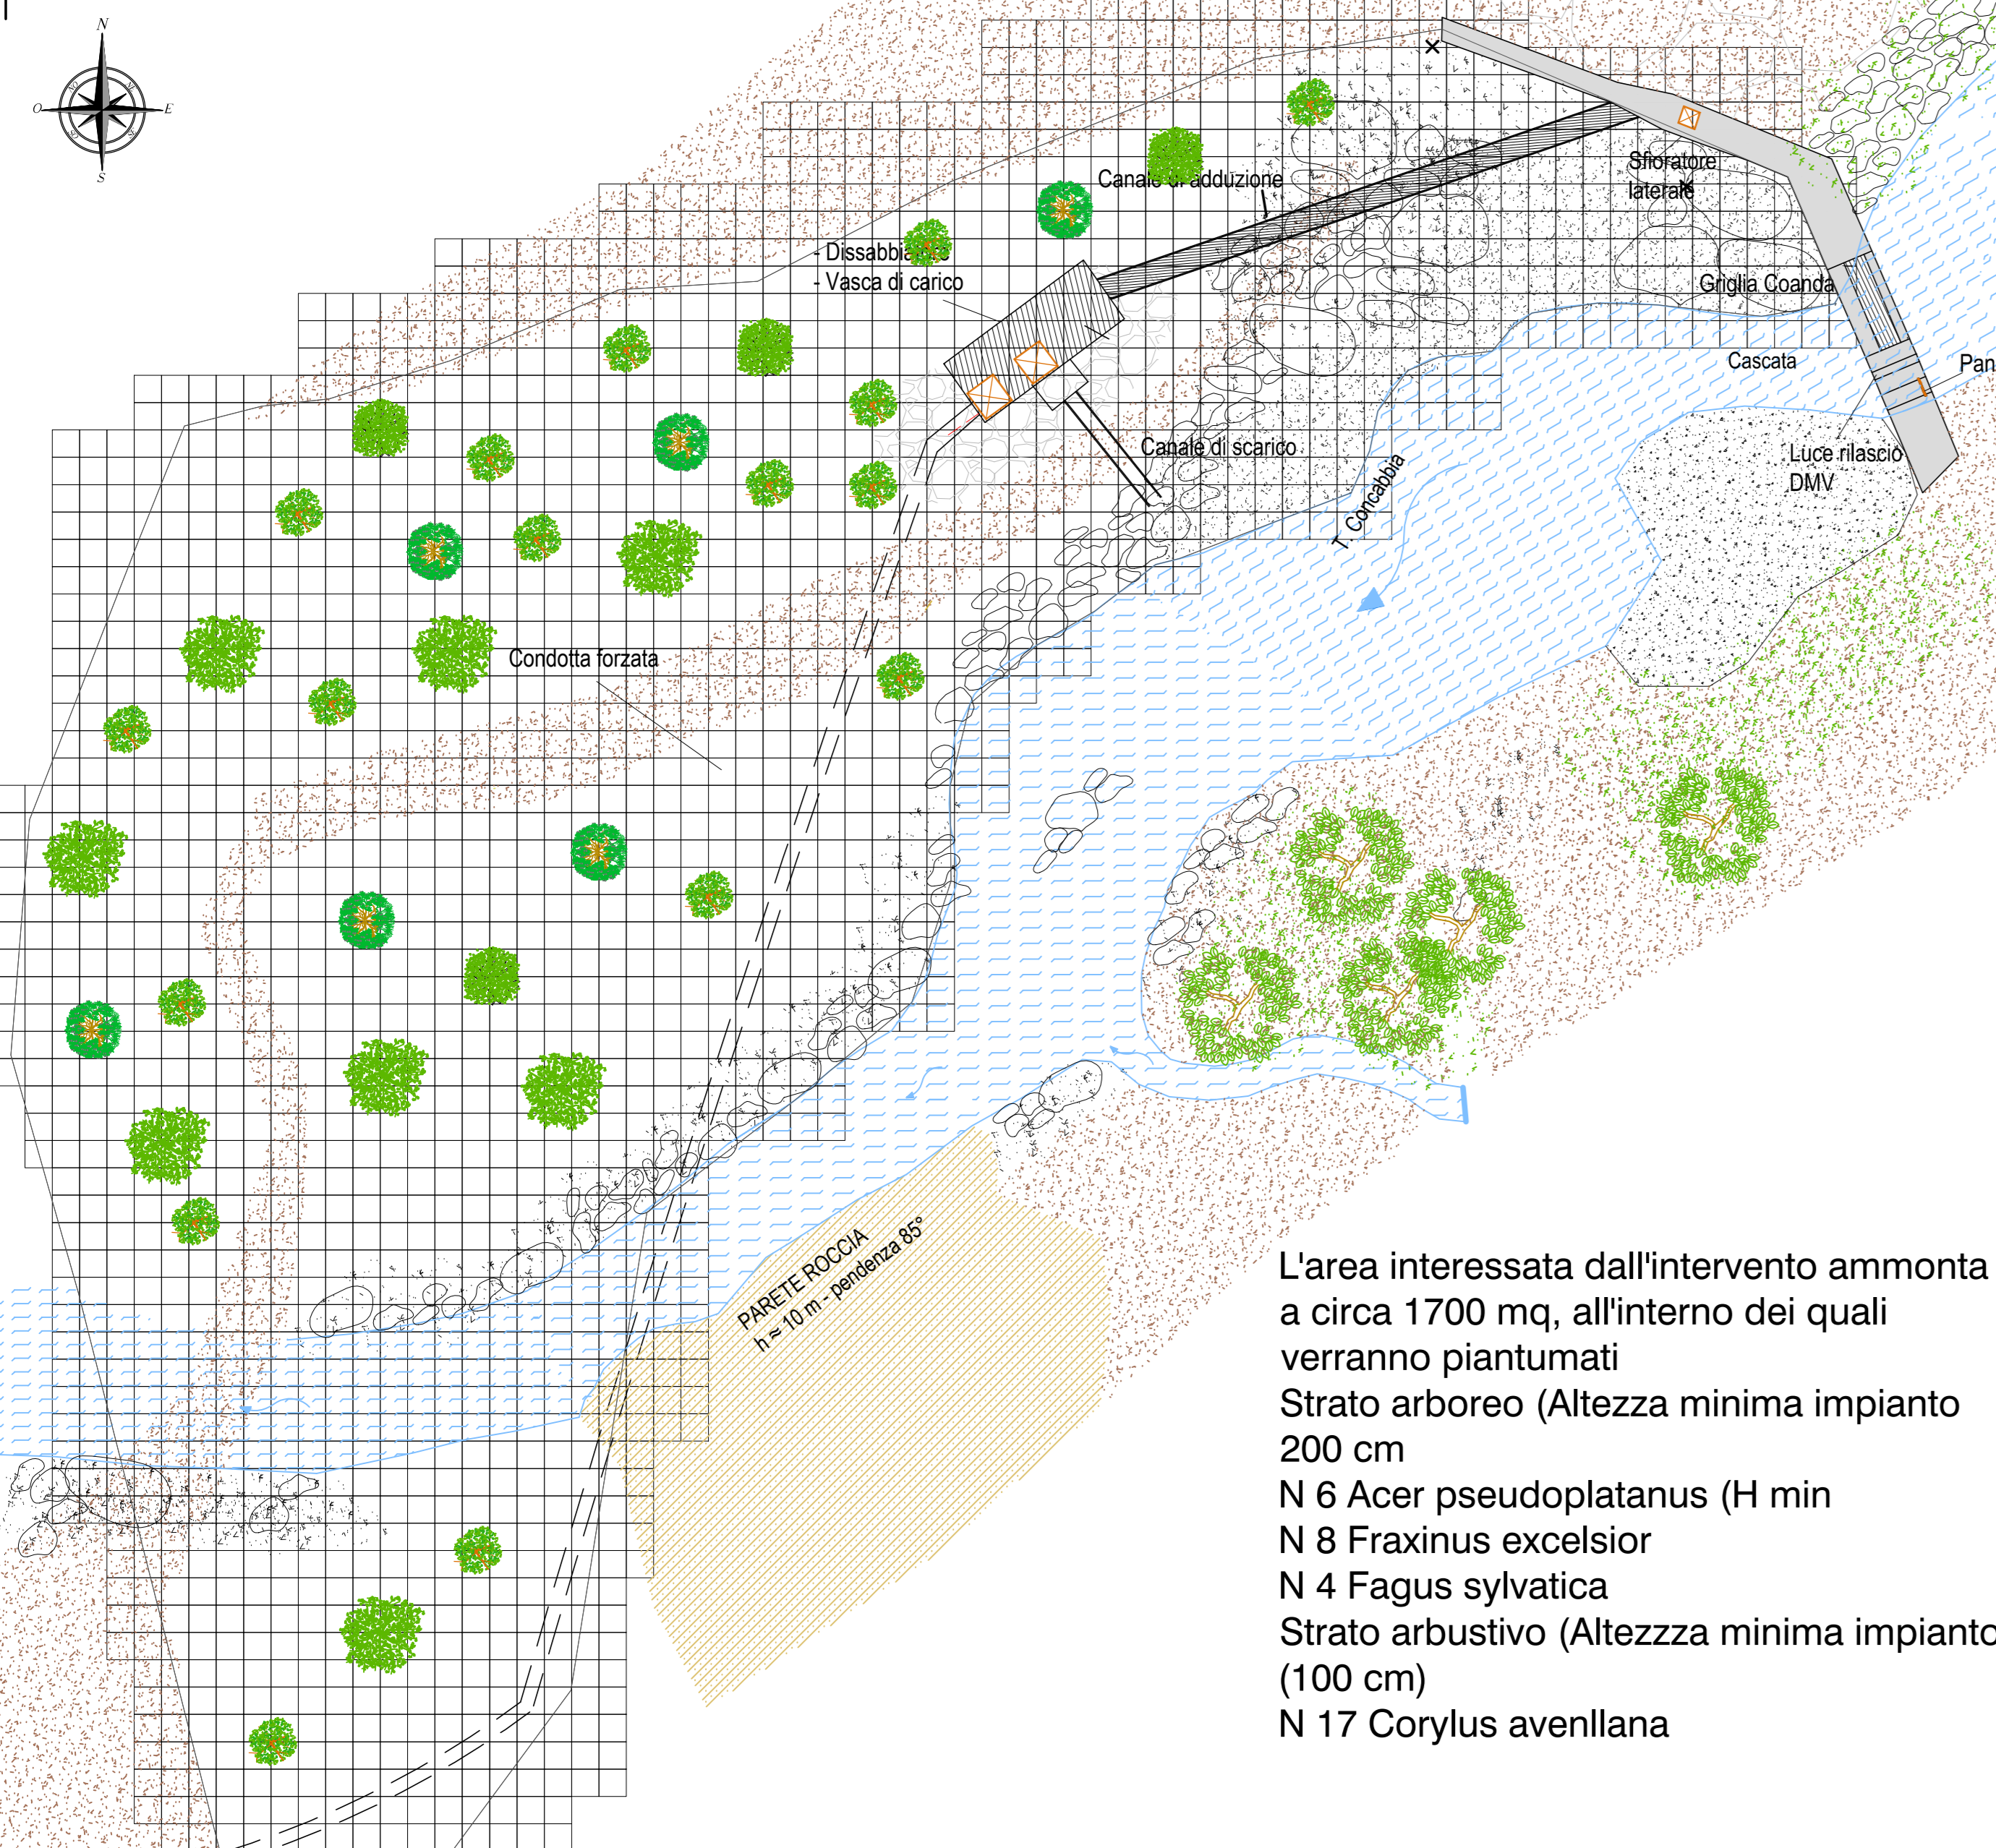 N
O
E
S
Canale di adduzione
Sfioratore
laterale
- Dissabbiatore
- Vasca di carico
Griglia Coanda
Cascata
Pan
Canale di scarico
Luce rilascio
DMV
T. Concabbia
Condotta forzata
PARETE ROCCIA
h ≈ 10 m - pendenza 85°
L'area interessata dall'intervento ammonta
a circa 1700 mq, all'interno dei quali
verranno piantumati
Strato arboreo (Altezza minima impianto
200 cm
N 6 Acer pseudoplatanus (H min
N 8 Fraxinus excelsior
N 4 Fagus sylvatica
Strato arbustivo (Altezzza minima impianto
(100 cm)
N 17 Corylus avenllana